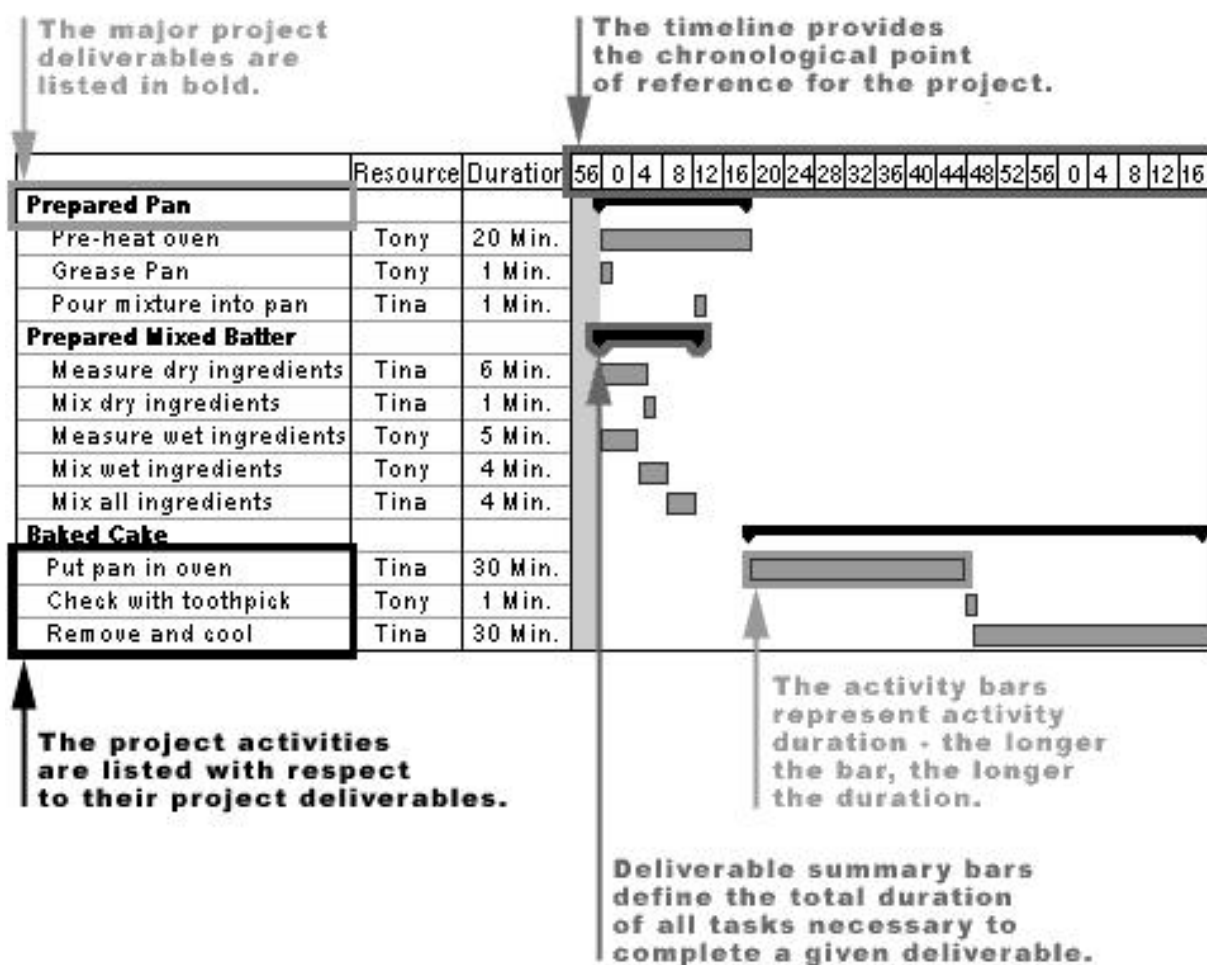 The major project
deliverables are
listed in bold.
The timeline provides
the chronological point
of reference for the project.
Resource Duration 56 0 4 8 12 16 20 24 28 32 36 40 44 48 52 56 0 4 8 12 16
Prepared Pan
Pre-heat oven Tony 20 Min.
Grease Pan Tony 1 Min.
Pour mixture into pan Tina 1 Min.
Prepared Mixed Batter
Measure dry ingredients Tina 6 Min.
Mix dry ingredients Tina 1 Min.
Measure wet ingredients Tony 5 Min.
Mix wet ingredients Tony 4 Min.
Mix all ingredients Tina 4 Min.
Baked Cake
Put pan in oven Tina 30 Min.
Check with toothpick Tony 1 Min.
Remove and cool Tina 30 Min.
The project activities
are listed with respect
to their project deliverables.
The activity bars
represent activity
duration - the longer
the bar, the longer
the duration.
Deliverable summary bars
define the total duration
of all tasks necessary to
complete a given deliverable.